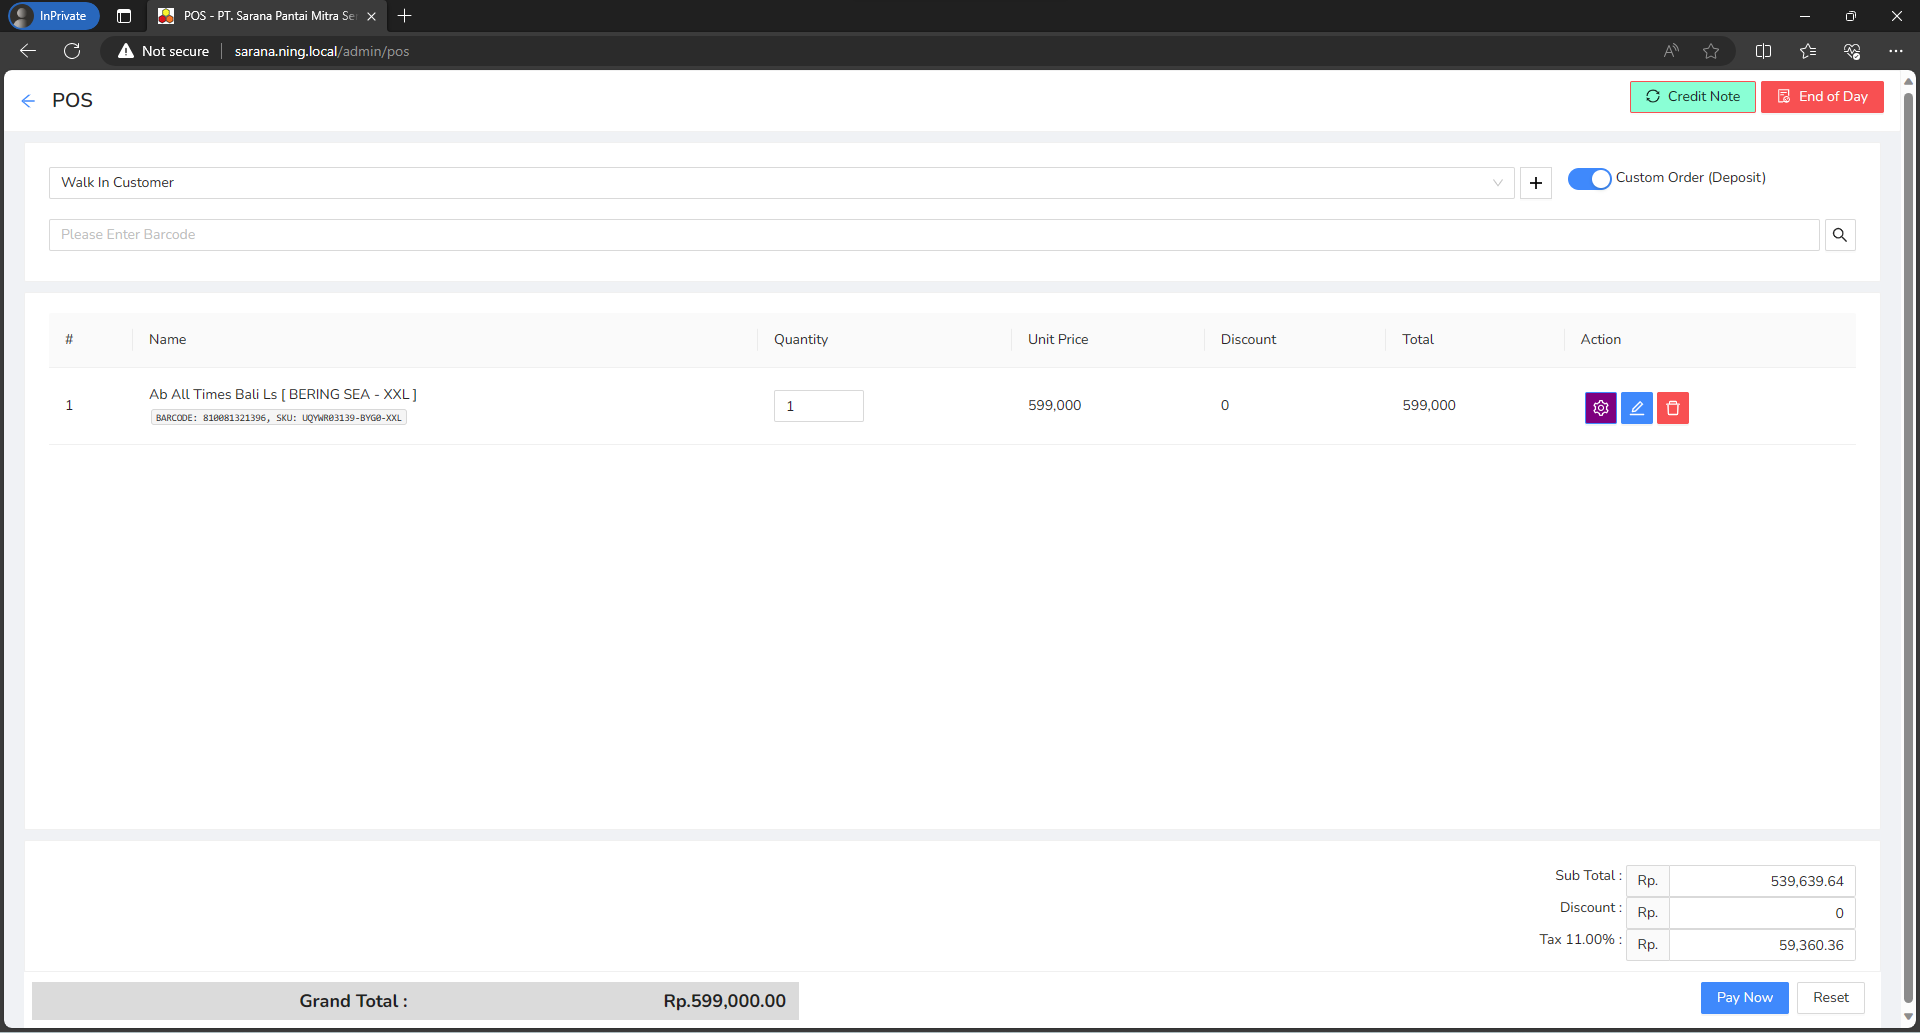 InPrivate
POS - PT. Sarana Pantai Mitra Se
Not secure
sarana.ning.local/admin/pos
POS
Credit Note
End of Day
Walk In Customer
Custom Order (Deposit)
Please Enter Barcode
# Name Quantity Unit Price Discount Total Action
1 Ab All Times Bali Ls [ BERING SEA - XXL ] 1 599,000 0 599,000
BARCODE: 810081321396, SKU: UQYWR03139-BYG0-XXL
Sub Total : Rp. 539,639.64
Discount : Rp. 0
Tax 11.00% : Rp. 59,360.36
Grand Total : Rp.599,000.00
Pay Now
Reset